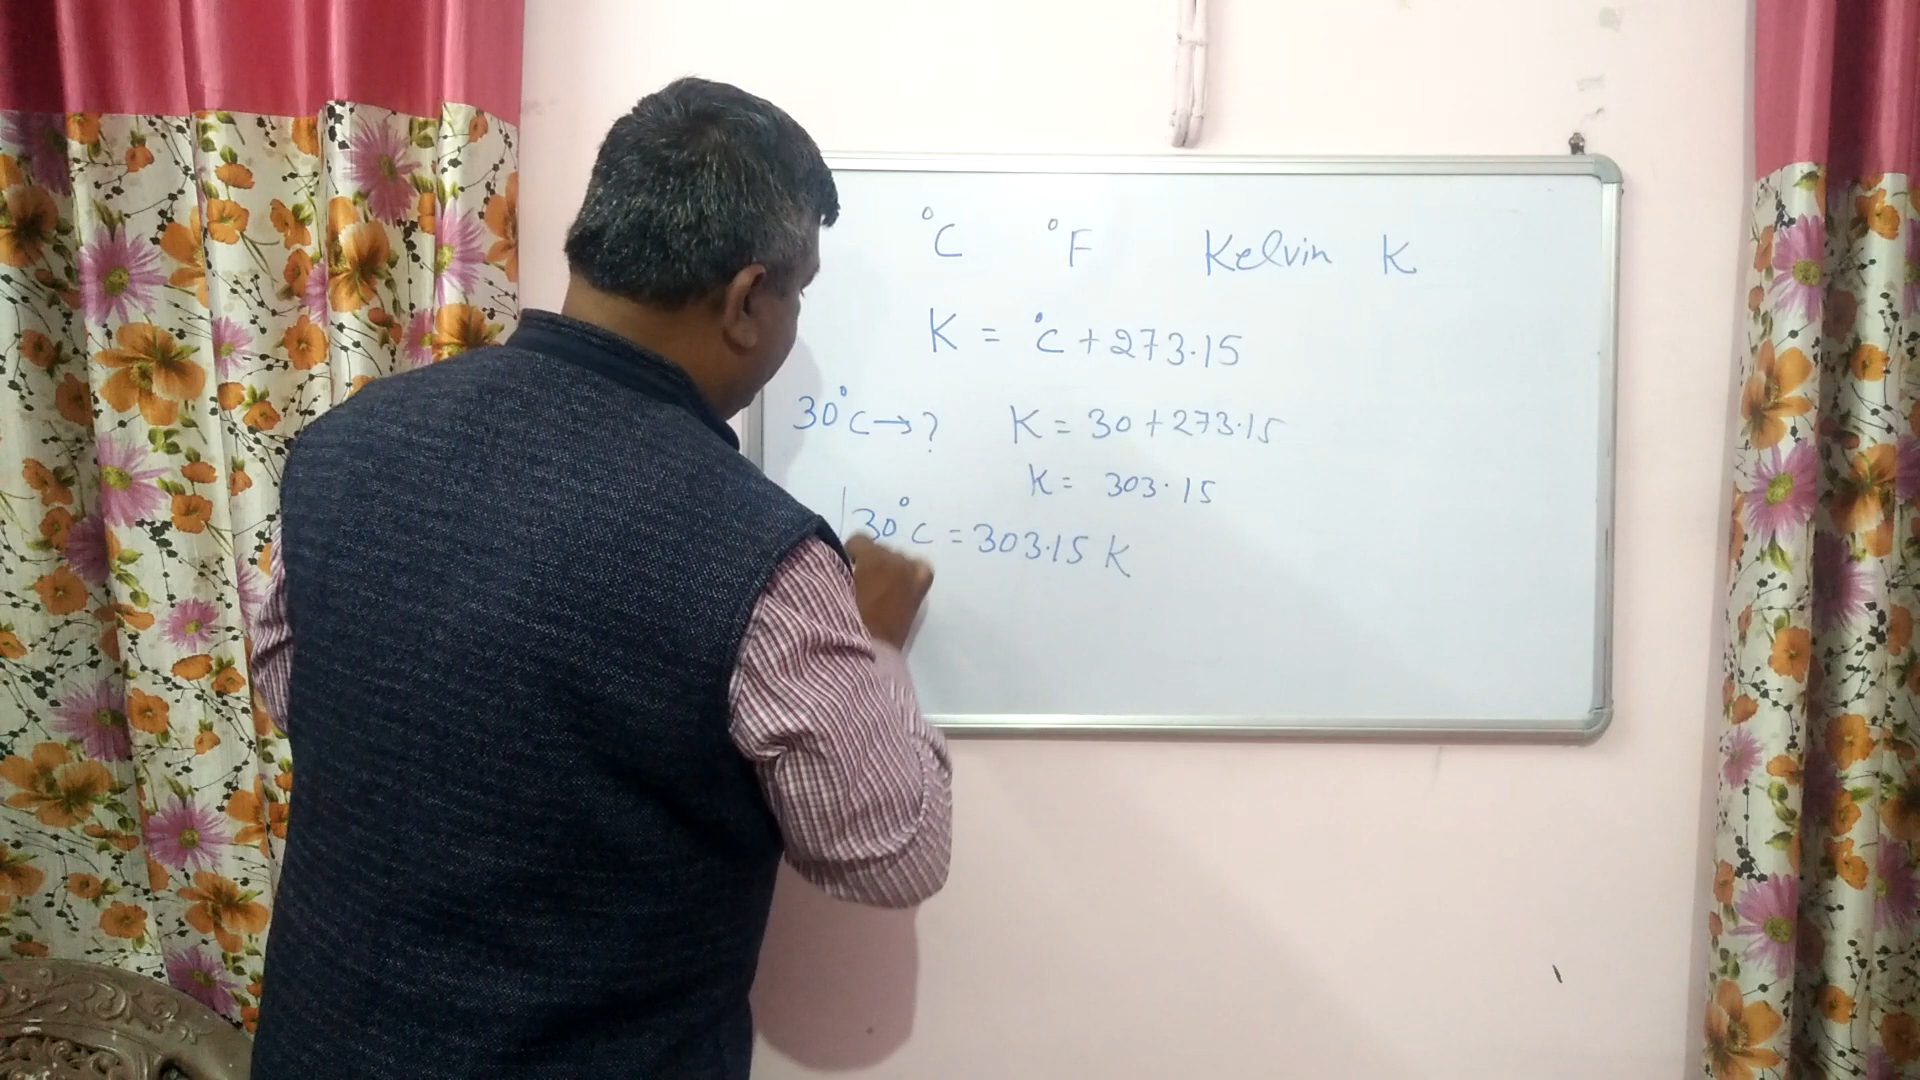 °C °F Kelvin K
K = °C + 273.15
30°C → ? K = 30 + 273.15
K = 303.15
30°C = 303.15 K